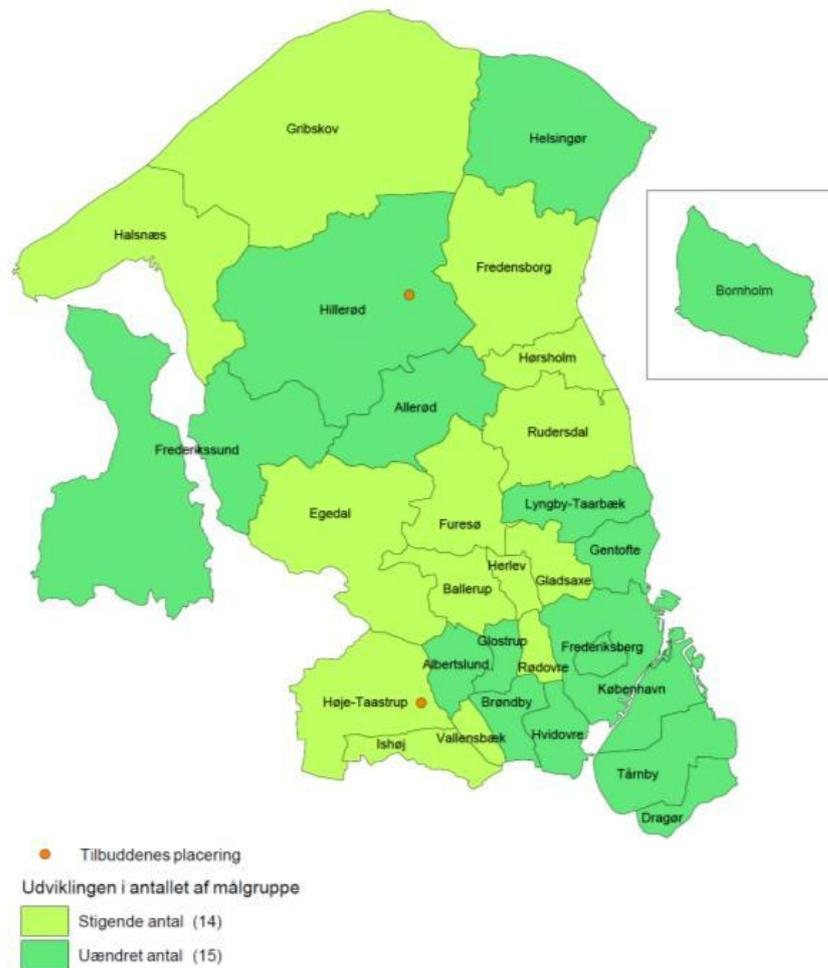 Gribskov
Helsingør
Halsnæs
Fredensborg
Bornholm
Hillerød
Hørsholm
Allerød
Rudersdal
Frederikssund
Lyngby-Taarbæk
Egedal
Furesø
Gentofte
Herlev
Gladsaxe
Ballerup
Glostrup
Frederiksberg
Albertslund
Rødovre
København
Høje-Taastrup
Brøndby
Hvidovre
Vallensbæk
Ishøj
Tårnby
Dragør
Tilbuddenes placering
Udviklingen i antallet af målgruppe
Stigende antal (14)
Uændret antal (15)